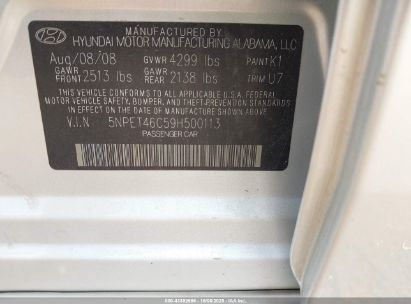 MANUFACTURED BY
HYUNDAI MOTOR MANUFACTURING ALABAMA, LLC
Aug/08/08 GVWR 4299 lbs PAINT K1
GAWR FRONT 2513 lbs GAWR REAR 2138 lbs TRIM U7
THIS VEHICLE CONFORMS TO ALL APPLICABLE U.S. FEDERAL
MOTOR VEHICLE SAFETY, BUMPER, AND THEFT PREVENTION
STANDARDS IN EFFECT ON THE DATE OF MANUFACTURE SHOWN ABOVE.
V.I.N 5NPET46C59H500113
PASSENGER CAR